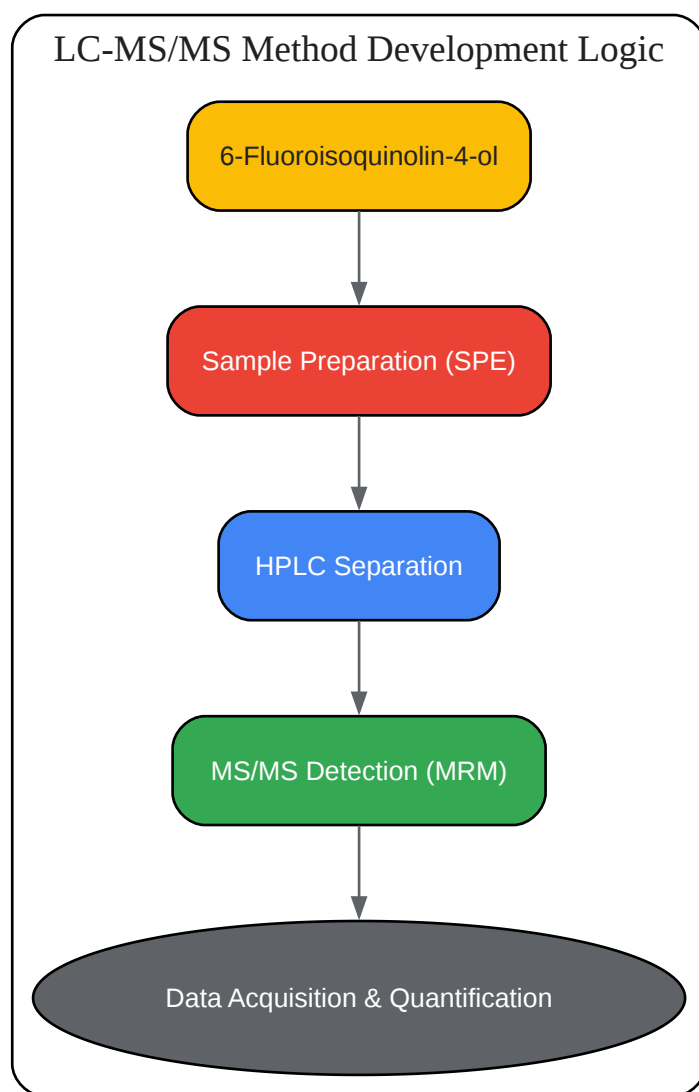 LC-MS/MS Method Development Logic
6-Fluoroisoquinolin-4-ol
Sample Preparation (SPE)
HPLC Separation
MS/MS Detection (MRM)
Data Acquisition & Quantification